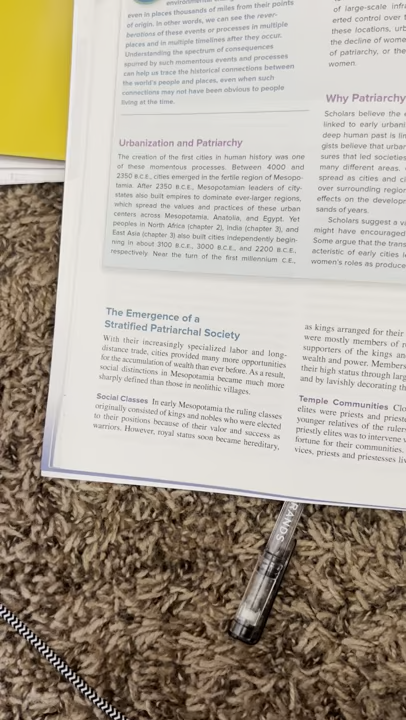 environmental
even in places thousands of miles from their points
of origin. In other words, we can see the rever-
berations of these events or processes in multiple
places and in multiple timelines after they occur.
Understanding the spectrum of consequences
spurred by such momentous events and processes
can help us trace the historical connections between
the world's people and places, even when such
connections may not have been obvious to people
living at the time.
Urbanization and Patriarchy
The creation of the first cities in human history was one
of these momentous processes. Between 4000 and
2350 B.C.E., cities emerged in the fertile region of Mesopo-
tamia. After 2350 B.C.E., Mesopotamian leaders of city-
states also built empires to dominate ever-larger regions,
which spread the values and practices of these urban
centers across Mesopotamia, Anatolia, and Egypt. Yet
peoples in North Africa (chapter 2), India (chapter 3), and
East Asia (chapter 3) also built cities independently begin-
ning in about 3100 B.C.E., 3000 B.C.E., and 2200 B.C.E.,
respectively. Near the turn of the first millennium C.E.,
of large-scale infra
erted control over t
these locations, urb
the decline of wome
of patriarchy, or the
women.
Why Patriarchy
Scholars believe the
linked to early urbani
deep human past is lin
gists believe that urban
sures that led societies
many different areas.
spread as cities and ci
over surrounding region
effects on the developm
sands of years.
Scholars suggest a va
might have encouraged
Some argue that the trans
acteristic of early cities l
women's roles as produce
The Emergence of a
Stratified Patriarchal Society
With their increasingly specialized labor and long-
distance trade, cities provided many more opportunities
for the accumulation of wealth than ever before. As a result,
social distinctions in Mesopotamia became much more
sharply defined than those in neolithic villages.
Social Classes In early Mesopotamia the ruling classes
originally consisted of kings and nobles who were elected
to their positions because of their valor and success as
warriors. However, royal status soon became hereditary,
as kings arranged for their
were mostly members of r
supporters of the kings an
wealth and power. Members
their high status through larg
and by lavishly decorating th
Temple Communities Clo
elites were priests and prieste
younger relatives of the rulers
priestly elites was to intervene w
fortune for their communities.
vices, priests and priestesses liv
RANDS